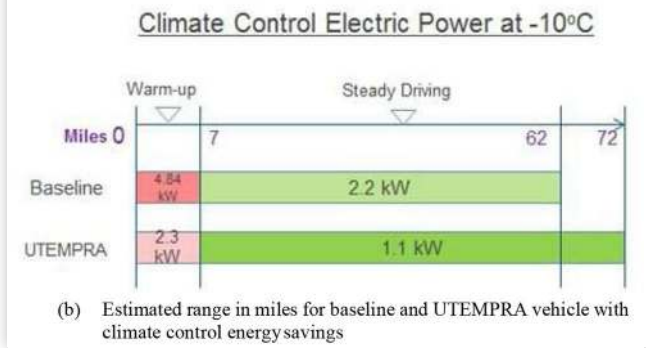 Climate Control Electric Power at -10ºC
Warm-up
Steady Driving
Miles 0
7
62
72
Baseline
4.84
kW
2.2 kW
UTEMPRA
2.3
kW
1.1 kW
(b) Estimated range in miles for baseline and UTEMPRA vehicle with
climate control energy savings